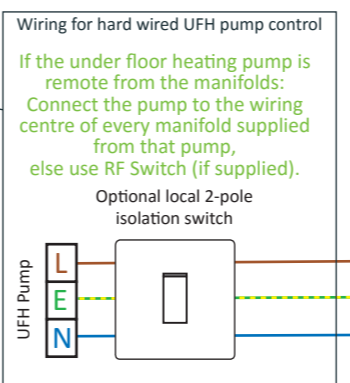 Wiring for hard wired UFH pump control
If the under floor heating pump is
remote from the manifolds:
Connect the pump to the wiring
centre of every manifold supplied
from that pump,
else use RF Switch (if supplied).
Optional local 2-pole
isolation switch
UFH Pump
L
E
N